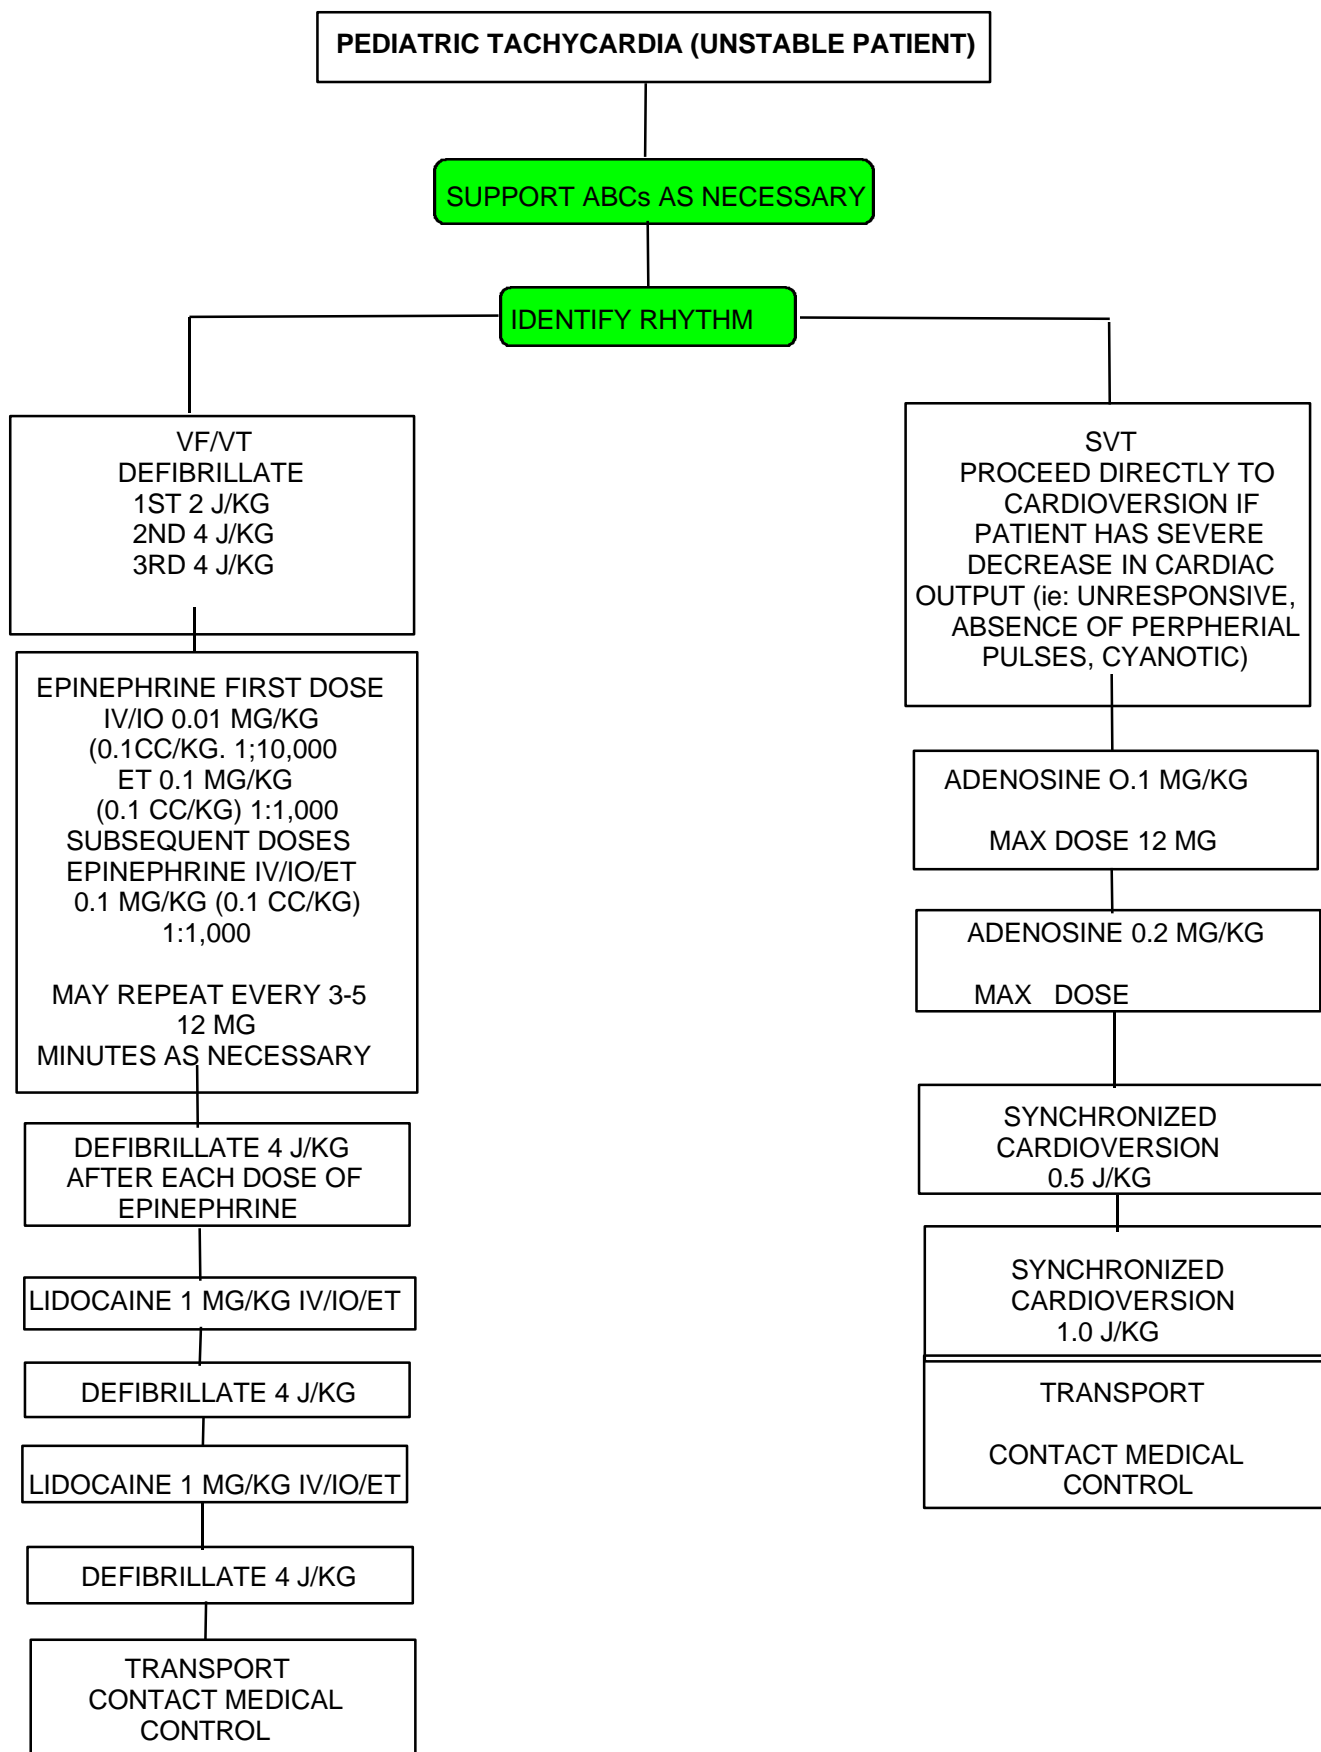 PEDIATRIC TACHYCARDIA (UNSTABLE PATIENT)
SUPPORT ABCs AS NECESSARY
IDENTIFY RHYTHM
VF/VT
DEFIBRILLATE
1ST 2 J/KG
2ND 4 J/KG
3RD 4 J/KG
EPINEPHRINE FIRST DOSE
IV/IO 0.01 MG/KG
(0.1CC/KG. 1;10,000
ET 0.1 MG/KG
(0.1 CC/KG) 1:1,000
SUBSEQUENT DOSES
EPINEPHRINE IV/IO/ET
0.1 MG/KG (0.1 CC/KG)
1:1,000
MAY REPEAT EVERY 3-5
12 MG
MINUTES AS NECESSARY
DEFIBRILLATE 4 J/KG
AFTER EACH DOSE OF
EPINEPHRINE
LIDOCAINE 1 MG/KG IV/IO/ET
DEFIBRILLATE 4 J/KG
LIDOCAINE 1 MG/KG IV/IO/ET
DEFIBRILLATE 4 J/KG
TRANSPORT
CONTACT MEDICAL
CONTROL
SVT
PROCEED DIRECTLY TO
CARDIOVERSION IF
PATIENT HAS SEVERE
DECREASE IN CARDIAC
OUTPUT (ie: UNRESPONSIVE,
ABSENCE OF PERPHERIAL
PULSES, CYANOTIC)
ADENOSINE O.1 MG/KG
MAX DOSE 12 MG
ADENOSINE 0.2 MG/KG
MAX DOSE
SYNCHRONIZED
CARDIOVERSION
0.5 J/KG
SYNCHRONIZED
CARDIOVERSION
1.0 J/KG
TRANSPORT
CONTACT MEDICAL
CONTROL